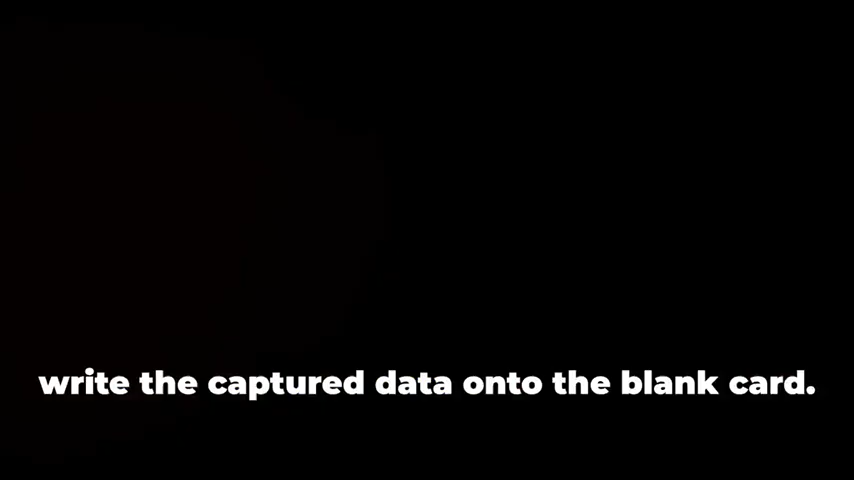 write the captured data onto the blank card.